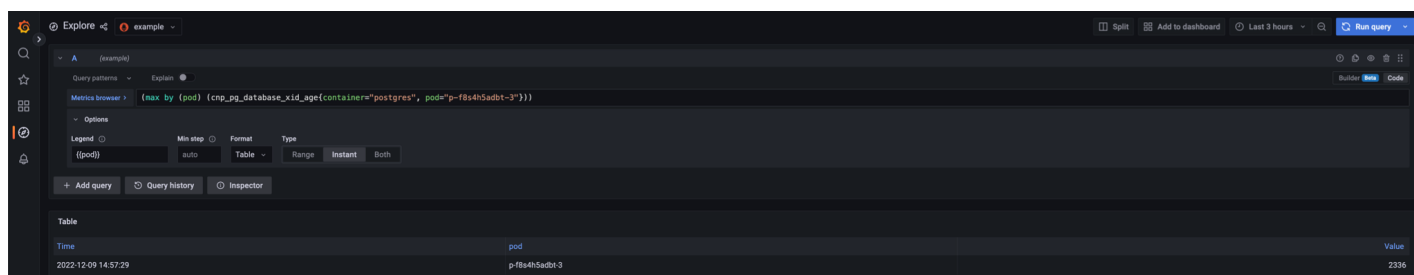 Explore example Split Add to dashboard Last 3 hours Run query
A (example)
Query patterns Explain Builder Beta Code
Metrics browser > (max by (pod) (cnp_pg_database_xid_age{container="postgres", pod="p-f8s4h5adbt-3"}))
Options
Legend Min step Format Type
{{pod}} auto Table Range Instant Both
+ Add query Query history Inspector
Table
Time pod Value
2022-12-09 14:57:29 p-f8s4h5adbt-3 2336